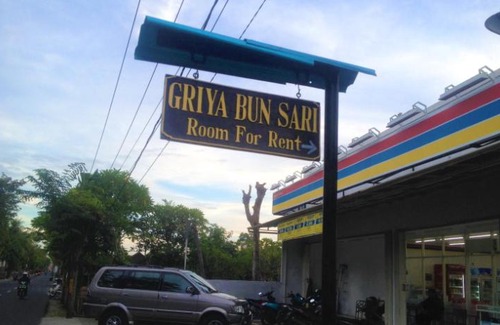 GRIYA BUN SARI
Room For Rent →